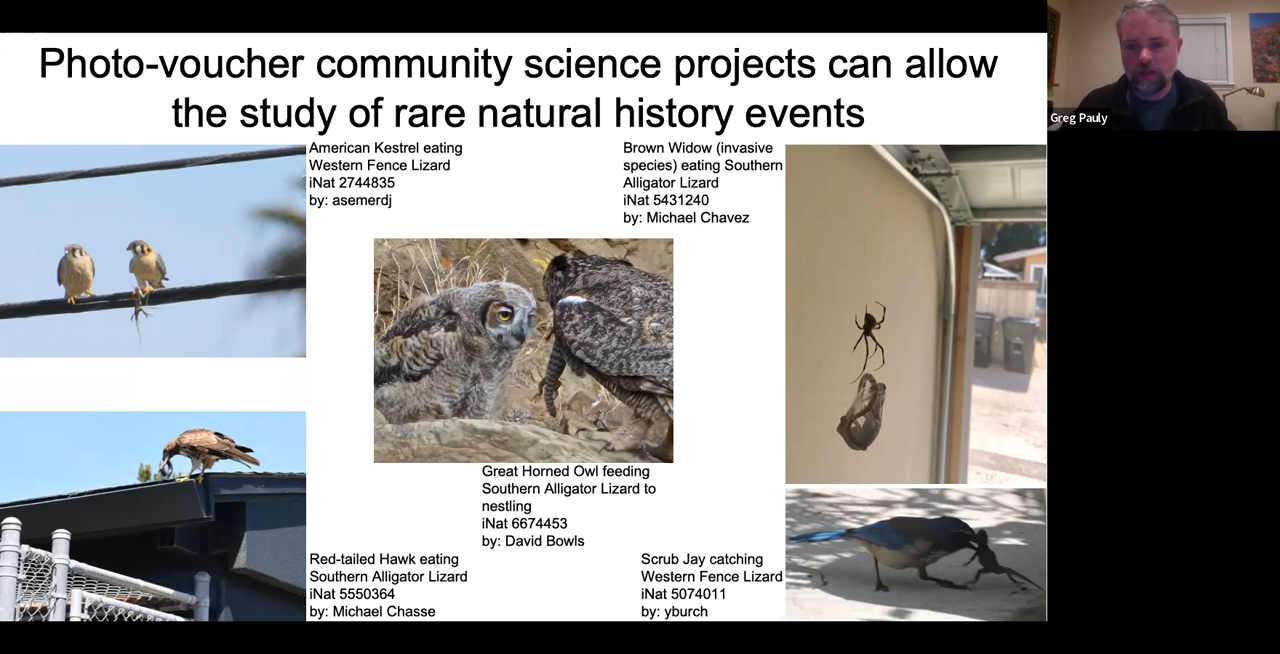 Photo-voucher community science projects can allow
the study of rare natural history events
Greg Pauly
American Kestrel eating
Western Fence Lizard
iNat 2744835
by: asemerdj
Brown Widow (invasive
species) eating Southern
Alligator Lizard
iNat 5431240
by: Michael Chavez
Great Horned Owl feeding
Southern Alligator Lizard to
nestling
iNat 6674453
by: David Bowls
Red-tailed Hawk eating
Southern Alligator Lizard
iNat 5550364
by: Michael Chasse
Scrub Jay catching
Western Fence Lizard
iNat 5074011
by: yburch